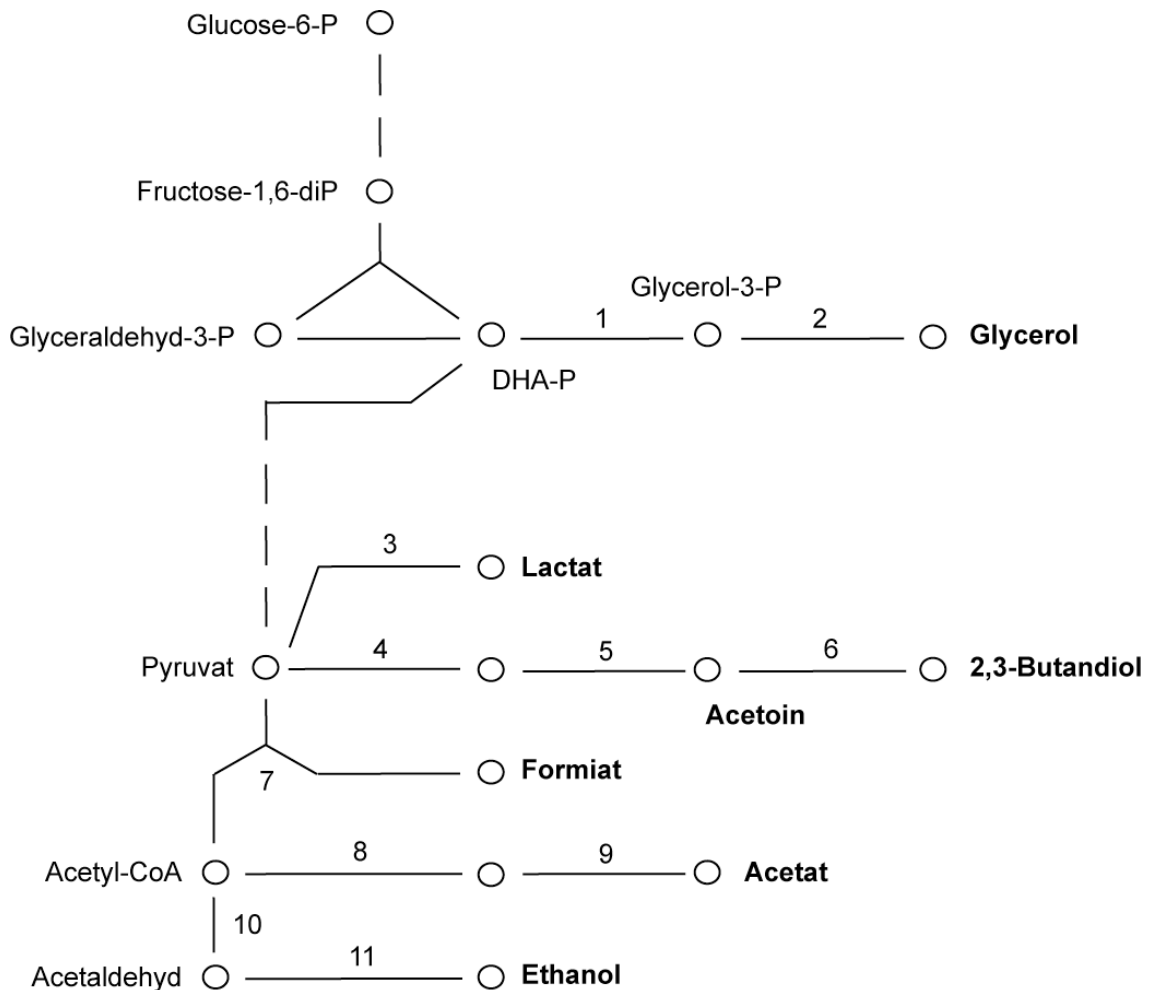 Glucose-6-P
Fructose-1,6-diP
Glycerol-3-P
Glyceraldehyd-3-P
1
2
Glycerol
DHA-P
3
Lactat
Pyruvat
4
5
6
2,3-Butandiol
Acetoin
7
Formiat
Acetyl-CoA
8
9
Acetat
10
Acetaldehyd
11
Ethanol